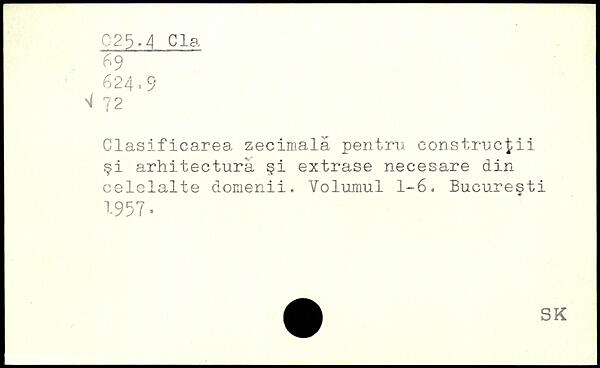 025.4 Cla
69
624.9
√ 72
Clasificarea zecimală pentru construcţii
şi arhitectură şi extrase necesare din
celelalte domenii. Volumul 1-6. Bucureşti
1957.
SK